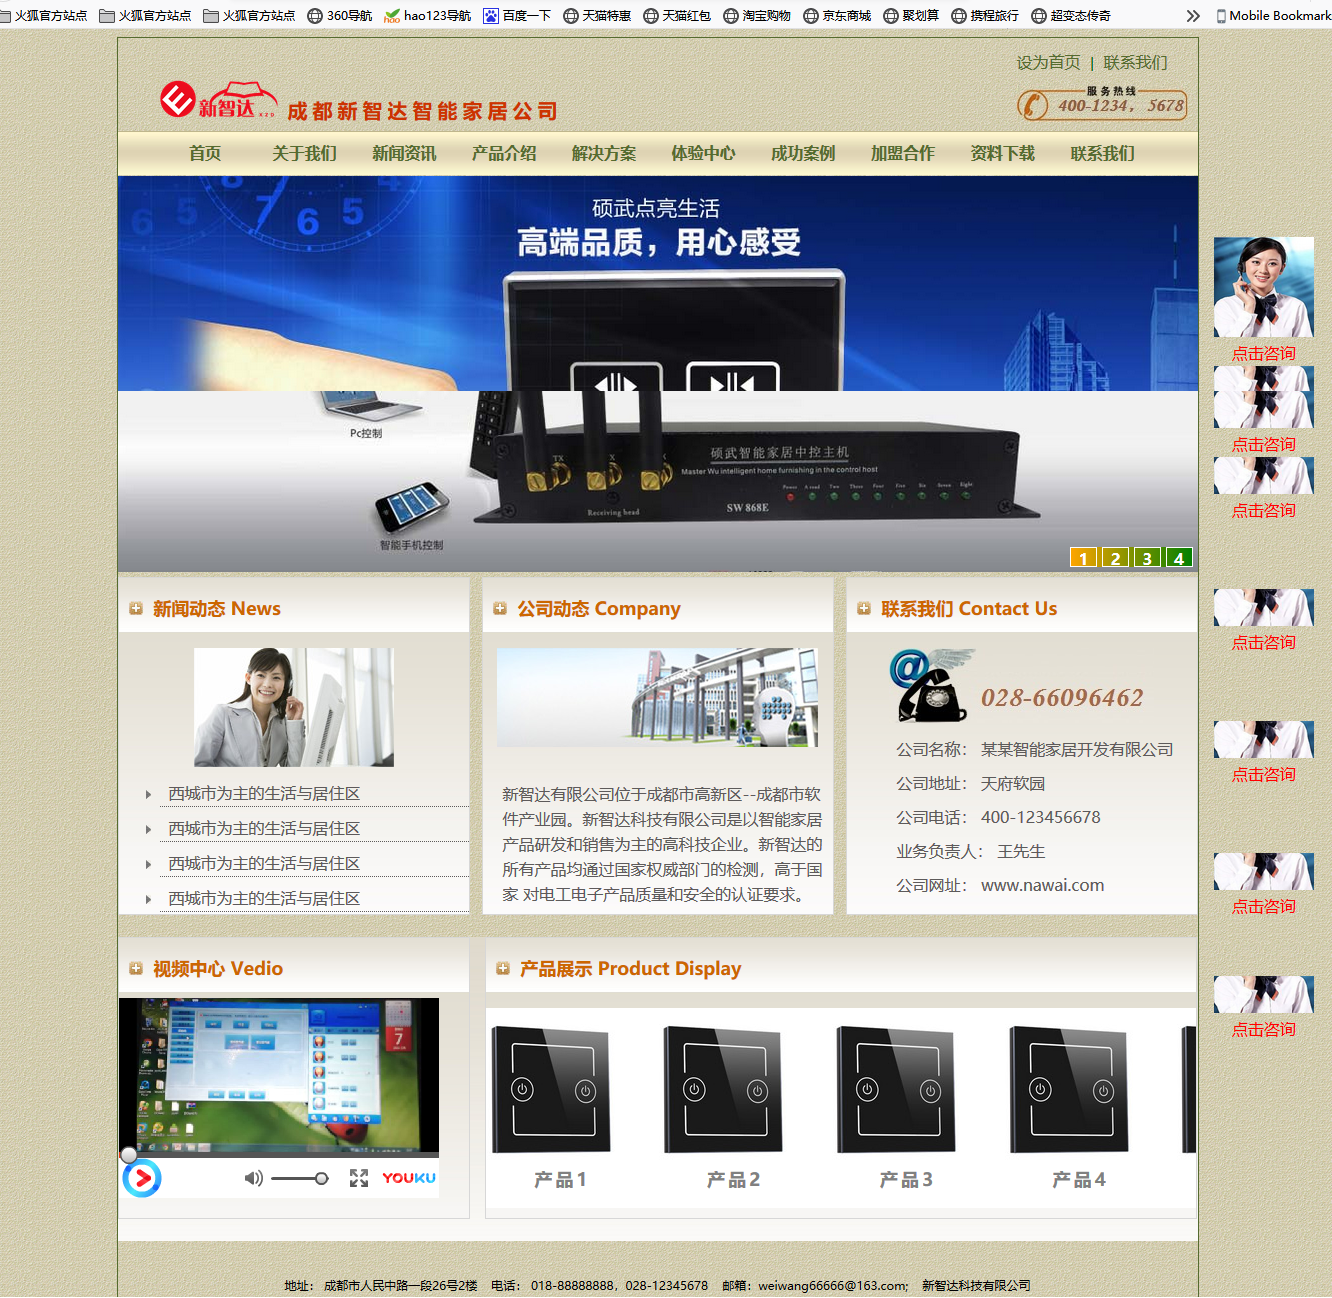 火狐官方站点 火狐官方站点 火狐官方站点 360导航 hao123导航 百度一下 天猫特惠 天猫红包 淘宝购物 京东商城 聚划算 携程旅行 超变态传奇 Mobile Bookmark
设为首页 | 联系我们
新智达 XZD 成都新智达智能家居公司
服务热线
400-1234, 5678
首页 关于我们 新闻资讯 产品介绍 解决方案 体验中心 成功案例 加盟合作 资料下载 联系我们
硕武点亮生活
高端品质，用心感受
8 4 6 5 7 6 5
Pc控制
智能手机控制
TX X X
硕武智能家居中控主机
Master Wu intelligent home furnishing in the control host
Power A road Two Three Four Five Six Seven Eight
Receiving head
SW 868E
1 2 3 4
点击咨询
点击咨询
点击咨询
点击咨询
点击咨询
点击咨询
点击咨询
新闻动态 News
西城市为主的生活与居住区
西城市为主的生活与居住区
西城市为主的生活与居住区
西城市为主的生活与居住区
公司动态 Company
新智达有限公司位于成都市高新区--成都市软
件产业园。新智达科技有限公司是以智能家居
产品研发和销售为主的高科技企业。新智达的
所有产品均通过国家权威部门的检测，高于国
家 对电工电子产品质量和安全的认证要求。
联系我们 Contact Us
028-66096462
公司名称： 某某智能家居开发有限公司
公司地址： 天府软园
公司电话： 400-123456678
业务负责人： 王先生
公司网址： www.nawai.com
视频中心 Vedio
7
YOUKU
产品展示 Product Display
产品1 产品2 产品3 产品4
地址： 成都市人民中路一段26号2楼 电话： 018-88888888，028-12345678 邮箱：weiwang66666@163.com; 新智达科技有限公司